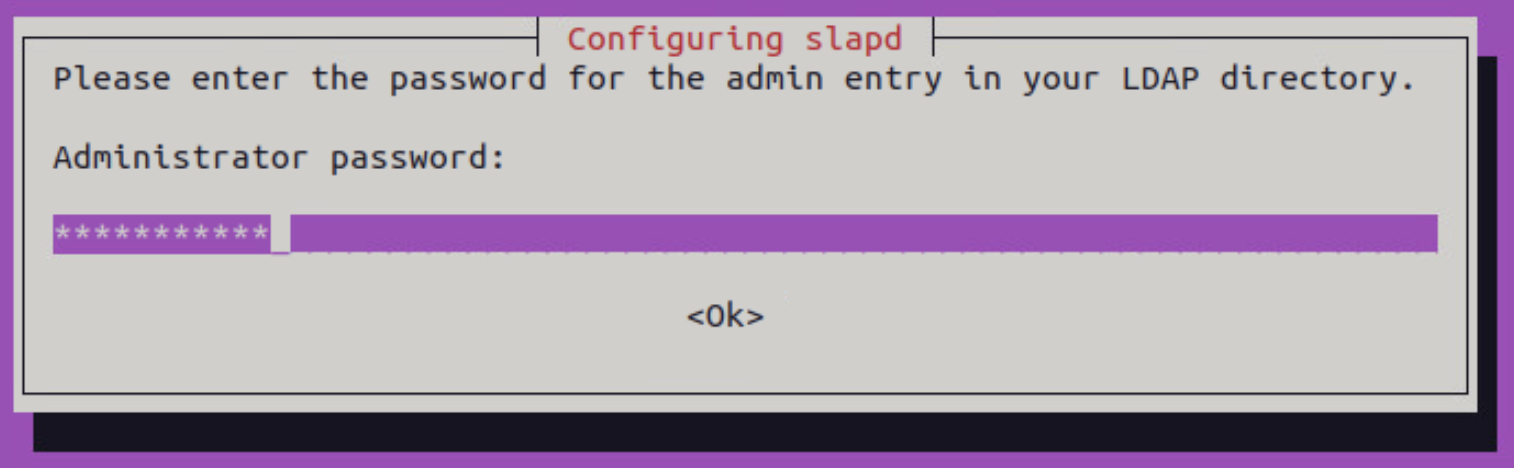 Configuring slapd
Please enter the password for the admin entry in your LDAP directory.
Administrator password:
***********_
<Ok>